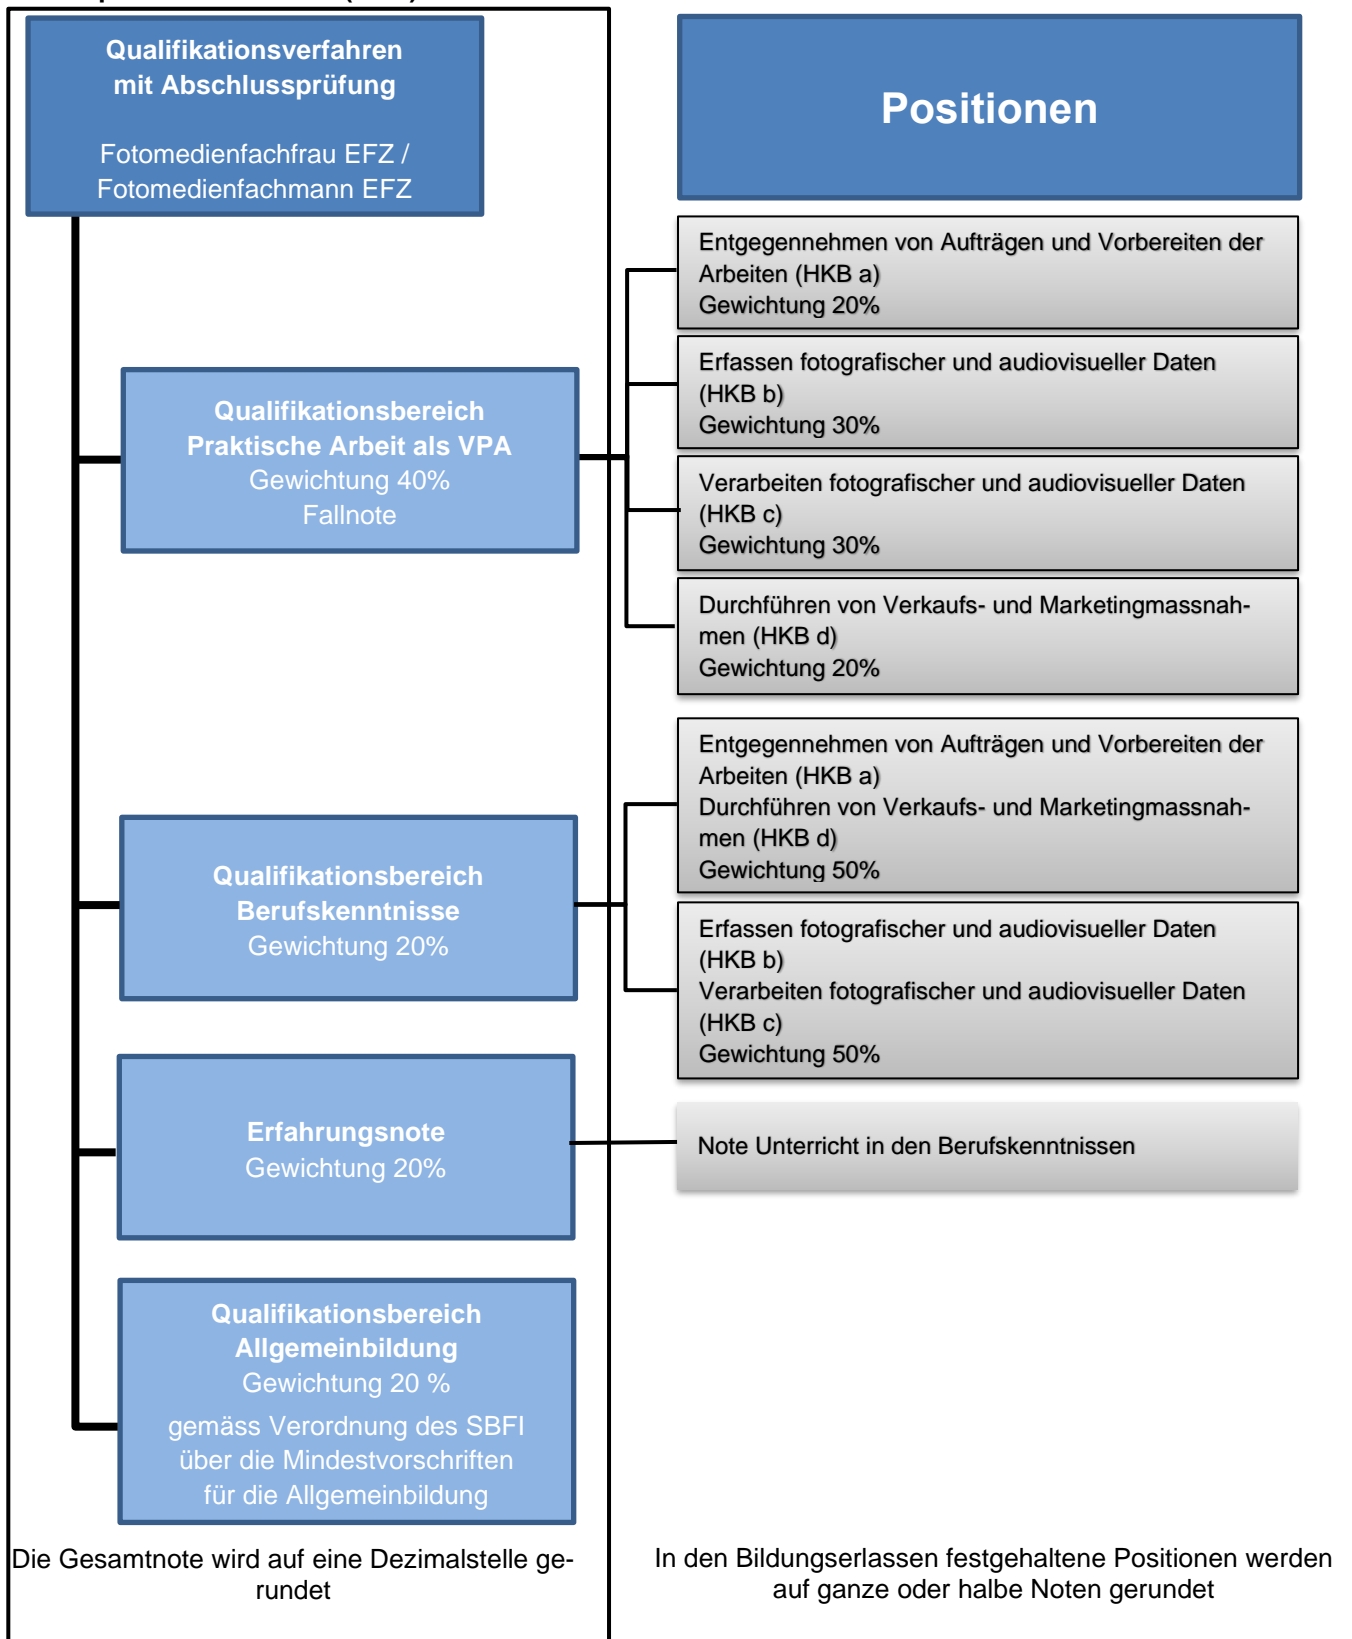 Qualifikationsverfahren
mit Abschlussprüfung
Fotomedienfachfrau EFZ /
Fotomedienfachmann EFZ
Positionen
Entgegennehmen von Aufträgen und Vorbereiten der
Arbeiten (HKB a)
Gewichtung 20%
Erfassen fotografischer und audiovisueller Daten
(HKB b)
Gewichtung 30%
Qualifikationsbereich
Praktische Arbeit als VPA
Gewichtung 40%
Fallnote
Verarbeiten fotografischer und audiovisueller Daten
(HKB c)
Gewichtung 30%
Durchführen von Verkaufs- und Marketingmassnah-
men (HKB d)
Gewichtung 20%
Entgegennehmen von Aufträgen und Vorbereiten der
Arbeiten (HKB a)
Durchführen von Verkaufs- und Marketingmassnah-
men (HKB d)
Gewichtung 50%
Qualifikationsbereich
Berufskenntnisse
Gewichtung 20%
Erfassen fotografischer und audiovisueller Daten
(HKB b)
Verarbeiten fotografischer und audiovisueller Daten
(HKB c)
Gewichtung 50%
Erfahrungsnote
Gewichtung 20%
Note Unterricht in den Berufskenntnissen
Qualifikationsbereich
Allgemeinbildung
Gewichtung 20 %
gemäss Verordnung des SBFI
über die Mindestvorschriften
für die Allgemeinbildung
Die Gesamtnote wird auf eine Dezimalstelle ge-
rundet
In den Bildungserlassen festgehaltene Positionen werden
auf ganze oder halbe Noten gerundet